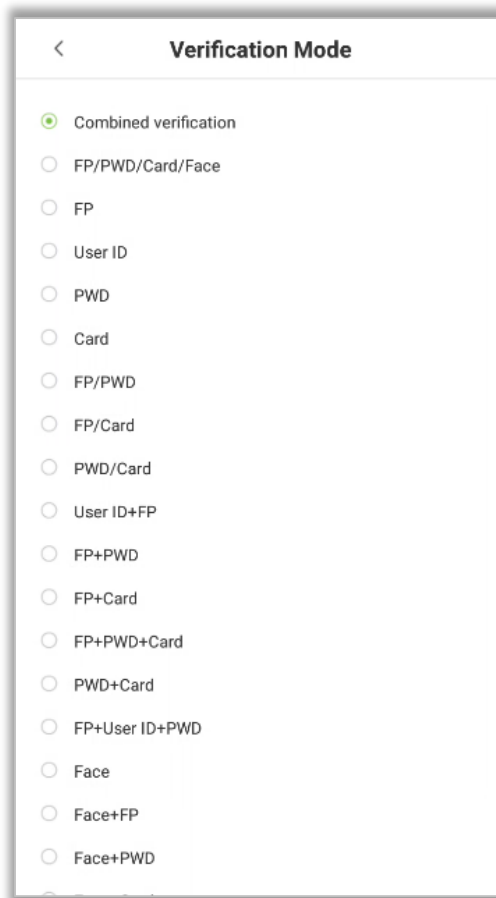 Verification Mode
Combined verification
FP/PWD/Card/Face
FP
User ID
PWD
Card
FP/PWD
FP/Card
PWD/Card
User ID+FP
FP+PWD
FP+Card
FP+PWD+Card
PWD+Card
FP+User ID+PWD
Face
Face+FP
Face+PWD